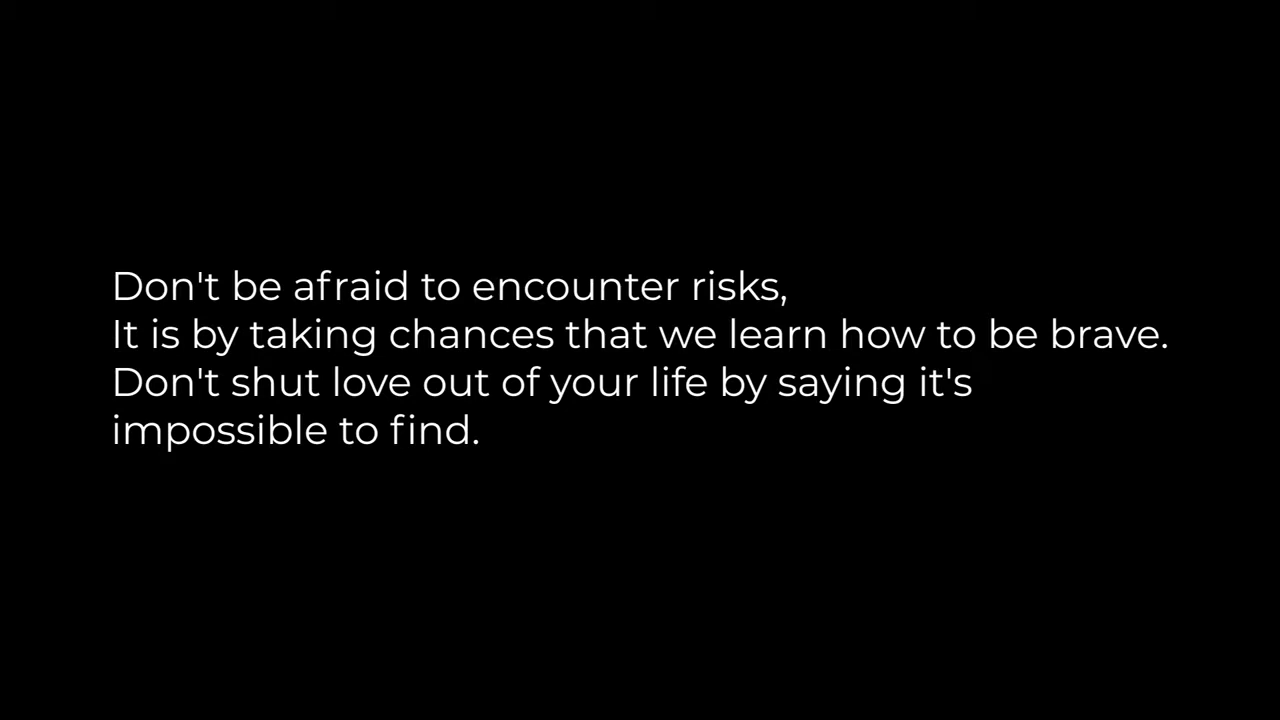 Don't be afraid to encounter risks,
It is by taking chances that we learn how to be brave.
Don't shut love out of your life by saying it's
impossible to find.